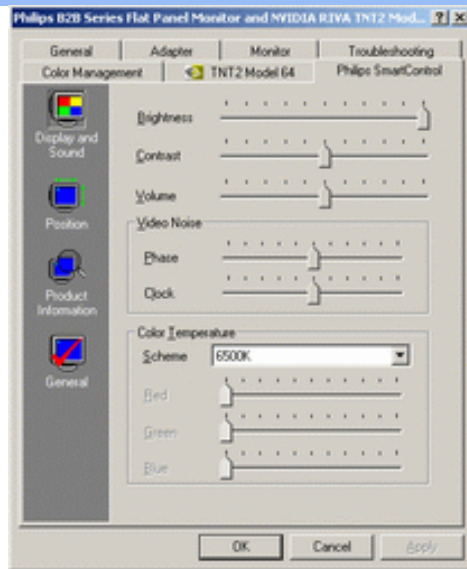 Philips B2B Series Flat Panel Monitor and NVIDIA RIVA TNT2 Mod...
General Adapter Monitor Troubleshooting
Color Management TNT2 Model 64 Philips SmartControl
Display and Sound
Position
Product Information
General
Brightness
Contrast
Volume
Video Noise
Phase
Clock
Color Temperature
Scheme 6500K
Red
Green
Blue
OK Cancel Apply